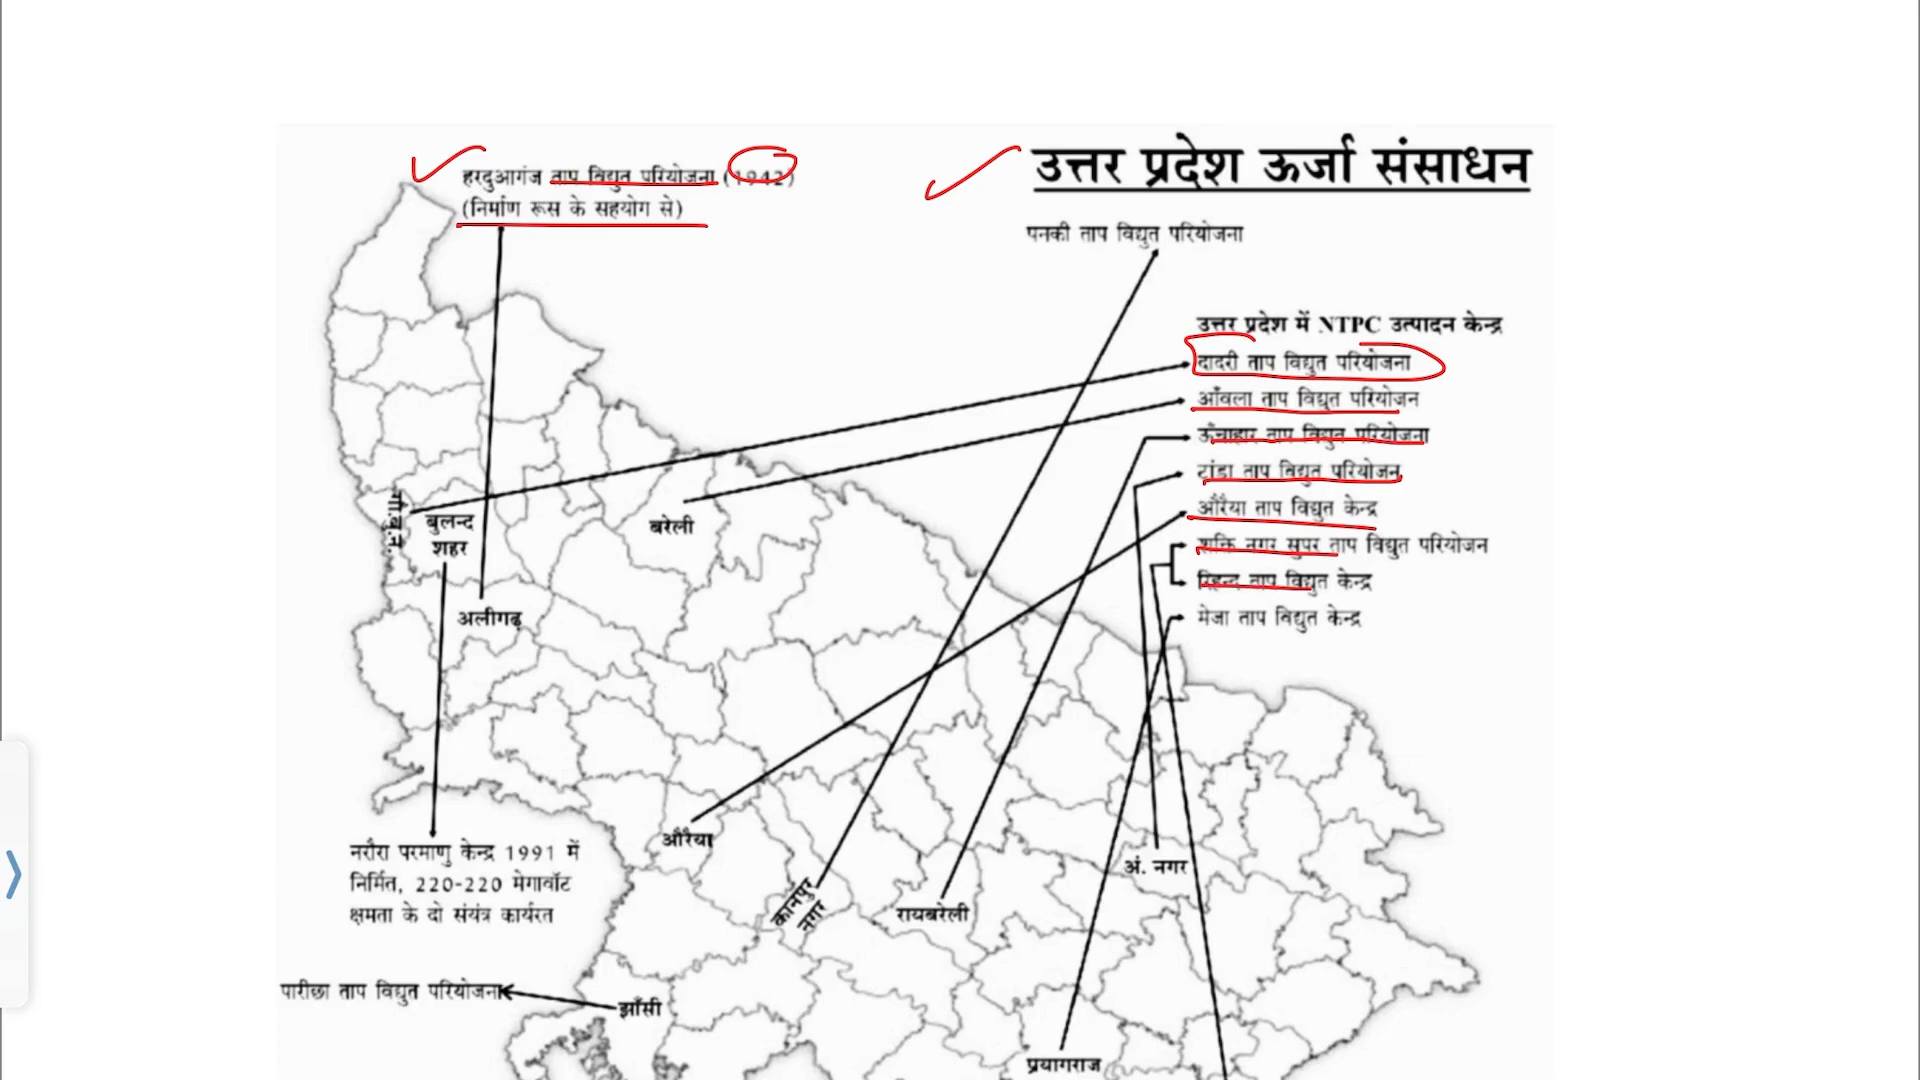 उत्तर प्रदेश ऊर्जा संसाधन
हरदुआगंज ताप विद्युत परियोजना (1942)
(निर्माण रूस के सहयोग से)
पनकी ताप विद्युत परियोजना
उत्तर प्रदेश में NTPC उत्पादन केन्द्र
दादरी ताप विद्युत परियोजना
आँवला ताप विद्युत परियोजन
ऊँचाहार ताप विद्युत परियोजना
टांडा ताप विद्युत परियोजन
औरैया ताप विद्युत केन्द्र
शक्ति नगर सुपर ताप विद्युत परियोजन
रिहन्द ताप विद्युत केन्द्र
मेजा ताप विद्युत केन्द्र
गौ.बु.न.
बुलन्द
शहर
बरेली
अलीगढ़
औरैया
कानपुर
नगर
रायबरेली
अं. नगर
नरौरा परमाणु केन्द्र 1991 में
निर्मित, 220-220 मेगावॉट
क्षमता के दो संयंत्र कार्यरत
पारीछा ताप विद्युत परियोजना
झाँसी
प्रयागराज